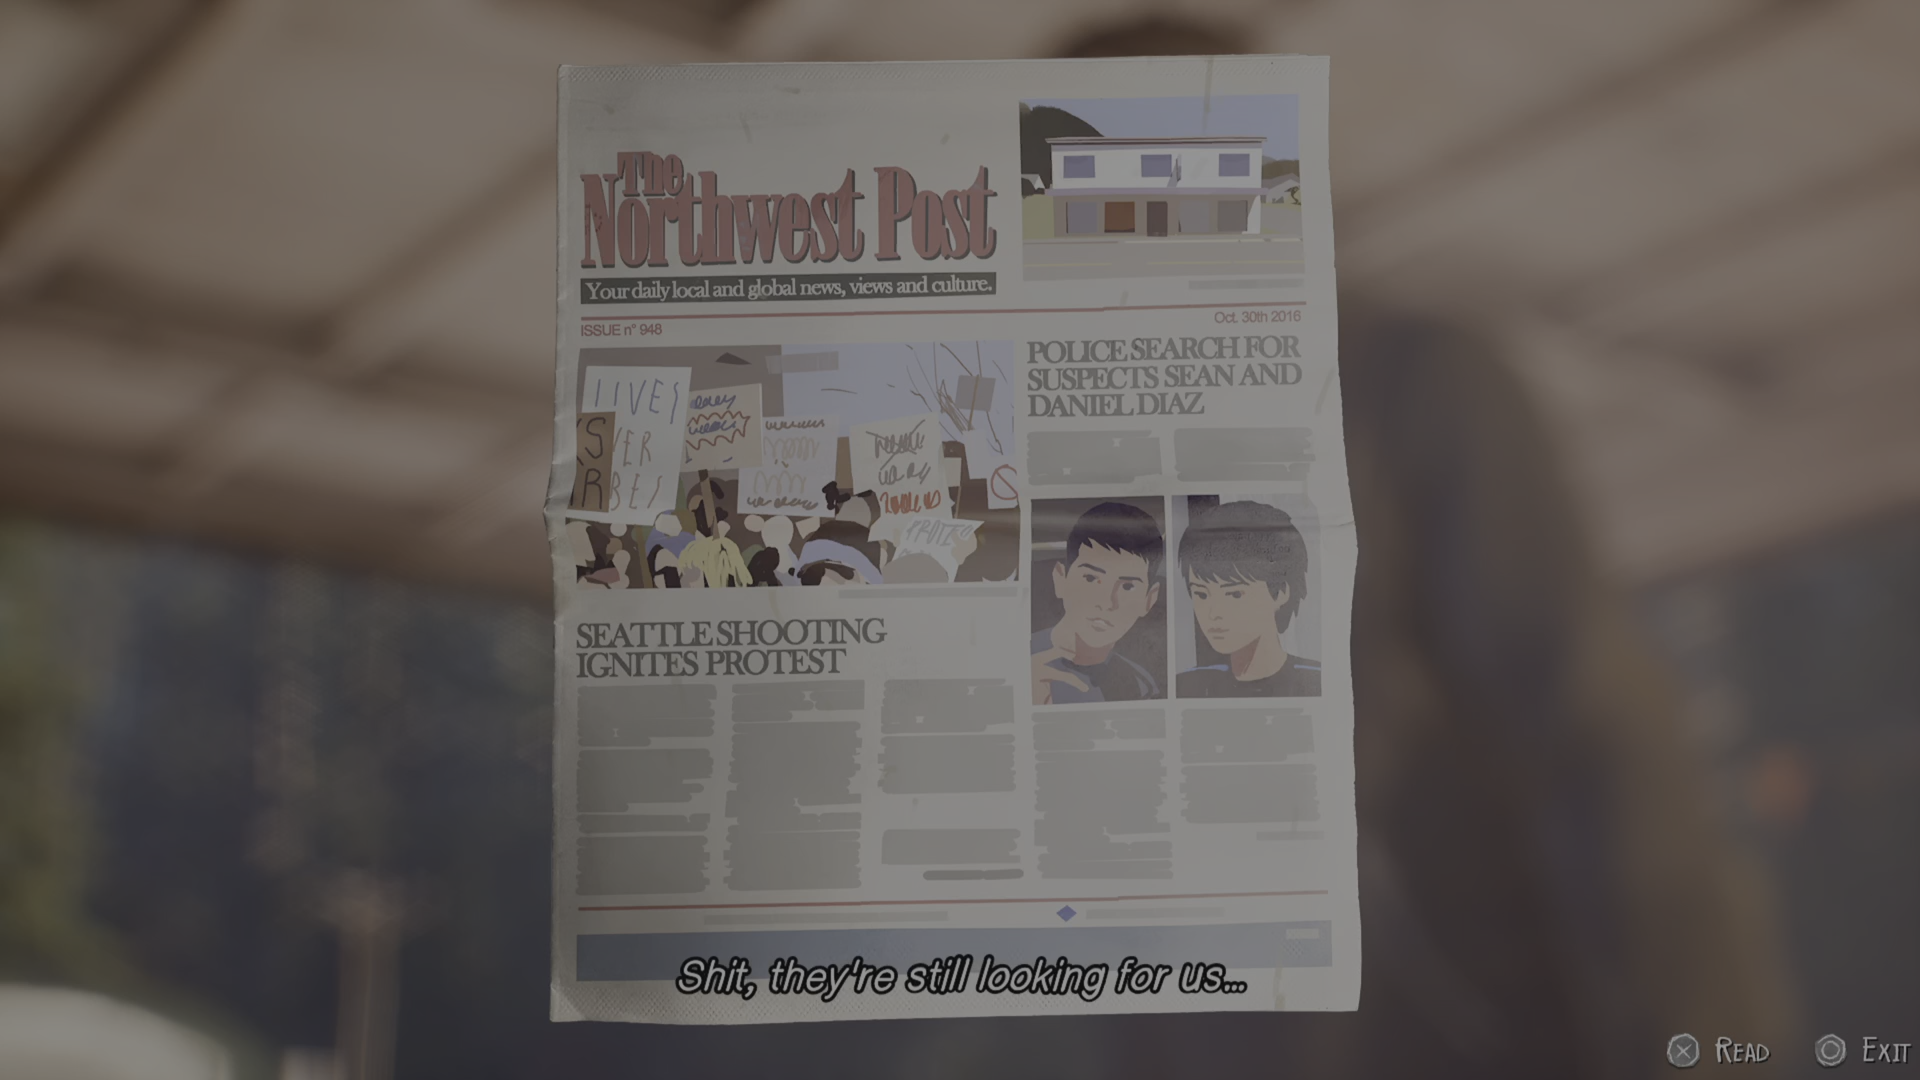 The
Northwest Post
Your daily local and global news, views and culture.
ISSUE n° 948
Oct. 30th 2016
LIVES
POLICE SEARCH FOR
SUSPECTS SEAN AND
DANIEL DIAZ
SEATTLE SHOOTING
IGNITES PROTEST
Shit, they're still looking for us...
READ
EXIT